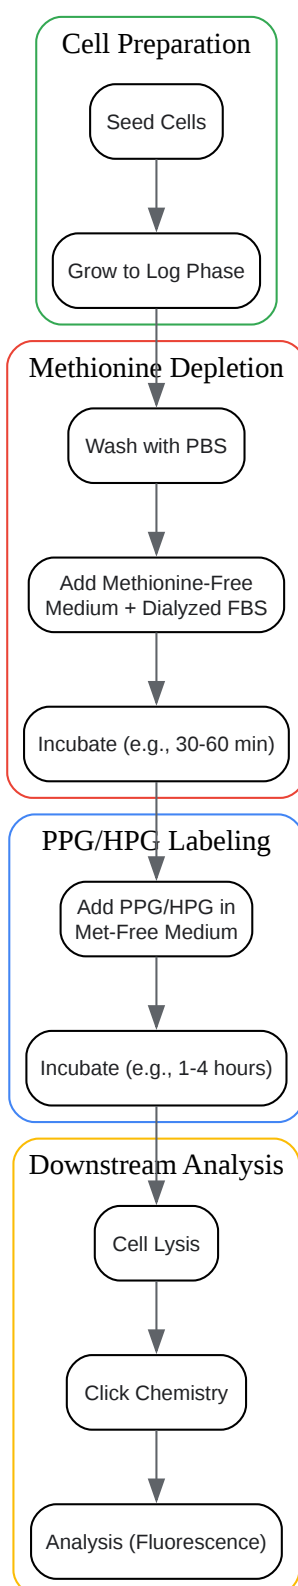 Cell Preparation
Seed Cells
Grow to Log Phase
Methionine Depletion
Wash with PBS
Add Methionine-Free
Medium + Dialyzed FBS
Incubate (e.g., 30-60 min)
PPG/HPG Labeling
Add PPG/HPG in
Met-Free Medium
Incubate (e.g., 1-4 hours)
Downstream Analysis
Cell Lysis
Click Chemistry
Analysis (Fluorescence)